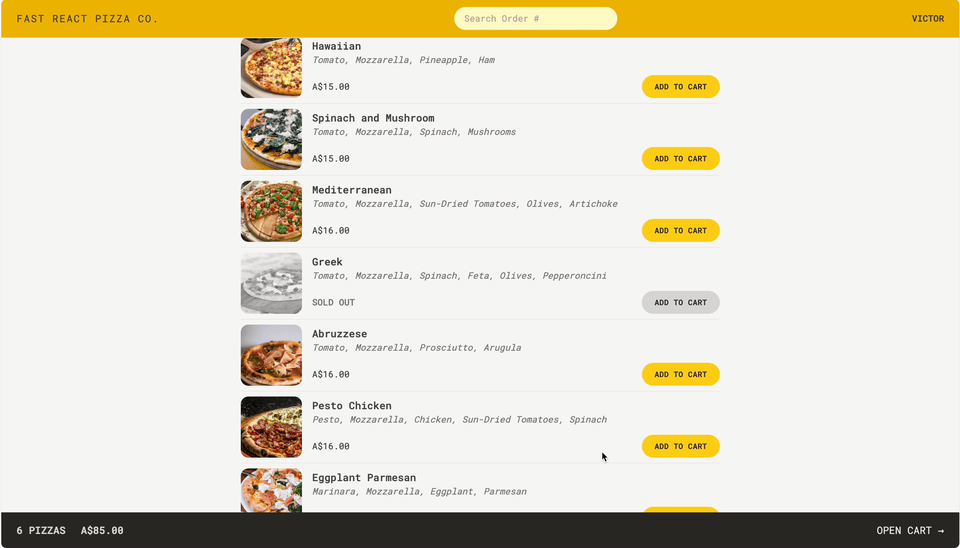 FAST REACT PIZZA CO.
Search Order #
VICTOR
Hawaiian
Tomato, Mozzarella, Pineapple, Ham
A$15.00
ADD TO CART
Spinach and Mushroom
Tomato, Mozzarella, Spinach, Mushrooms
A$15.00
ADD TO CART
Mediterranean
Tomato, Mozzarella, Sun-Dried Tomatoes, Olives, Artichoke
A$16.00
ADD TO CART
Greek
Tomato, Mozzarella, Spinach, Feta, Olives, Pepperoncini
SOLD OUT
ADD TO CART
Abruzzese
Tomato, Mozzarella, Prosciutto, Arugula
A$16.00
ADD TO CART
Pesto Chicken
Pesto, Mozzarella, Chicken, Sun-Dried Tomatoes, Spinach
A$16.00
ADD TO CART
Eggplant Parmesan
Marinara, Mozzarella, Eggplant, Parmesan
6 PIZZAS A$85.00
OPEN CART →